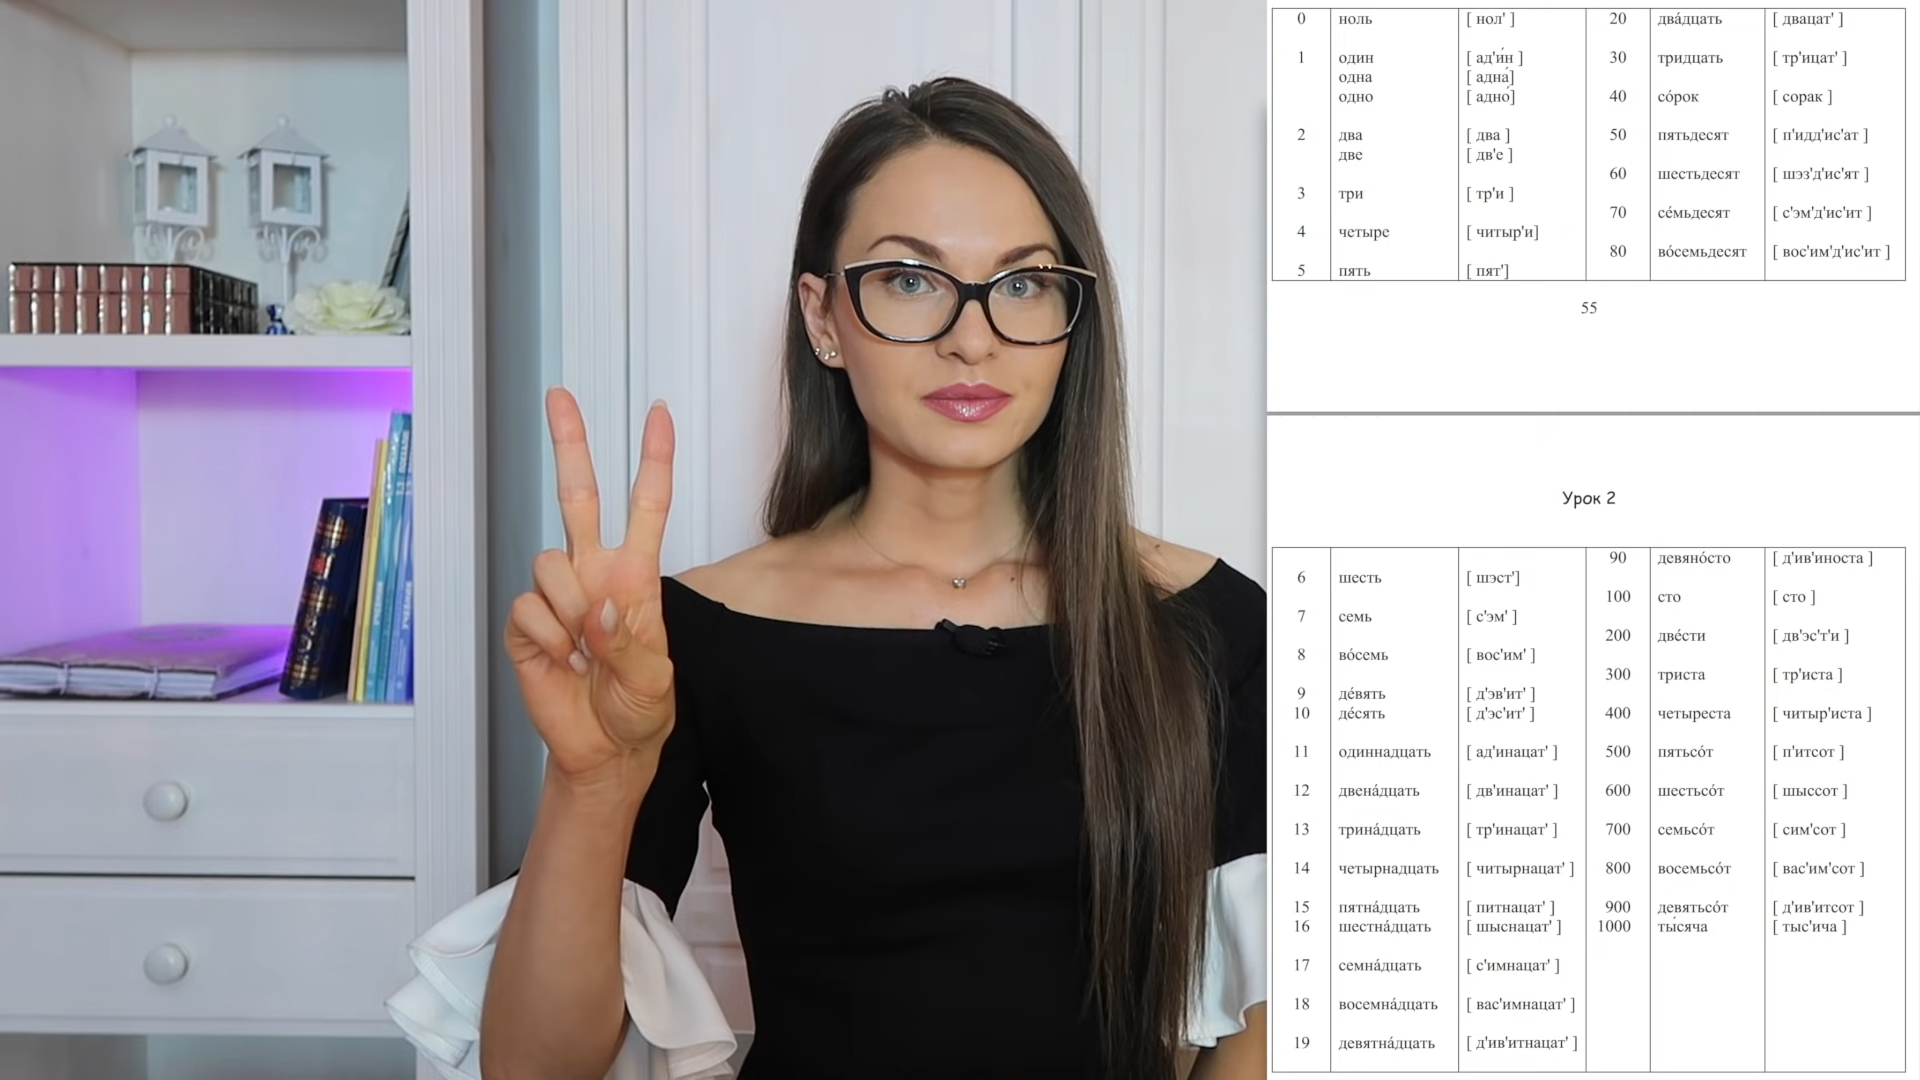 0 ноль [ нол' ] 20 два́дцать [ двацат' ]
1 один [ ад'и́н ] 30 тридцать [ тр'ицат' ]
одна [ адна́]
одно [ адно́] 40 со́рок [ сорак ]
2 два [ два ] 50 пятьдесят [ п'идд'ис'ат ]
две [ дв'е ]
60 шестьдесят [ шэз'д'ис'ят ]
3 три [ тр'и ]
70 се́мьдесят [ с'эм'д'ис'ит ]
4 четыре [ читыр'и]
80 во́семьдесят [ вос'им'д'ис'ит ]
5 пять [ пят']
55
Урок 2
90 девяно́сто [ д'ив'иноста ]
6 шесть [ шэст']
100 сто [ сто ]
7 семь [ с'эм' ]
200 две́сти [ дв'эс'т'и ]
8 во́семь [ вос'им' ]
300 триста [ тр'иста ]
9 де́вять [ д'эв'ит' ]
10 де́сять [ д'эс'ит' ] 400 четыреста [ читыр'иста ]
11 одиннадцать [ ад'инацат' ] 500 пятьсо́т [ п'итсот ]
12 двена́дцать [ дв'инацат' ] 600 шестьсо́т [ шыссот ]
13 трина́дцать [ тр'инацат' ] 700 семьсо́т [ сим'сот ]
14 четырнадцать [ читырнацат' ] 800 восемьсо́т [ вас'им'сот ]
15 пятна́дцать [ питнацат' ] 900 девятьсо́т [ д'ив'итсот ]
16 шестна́дцать [ шыснацат' ] 1000 ты́сяча [ тыс'ича ]
17 семна́дцать [ с'имнацат' ]
18 восемна́дцать [ вас'имнацат' ]
19 девятна́дцать [ д'ив'итнацат' ]